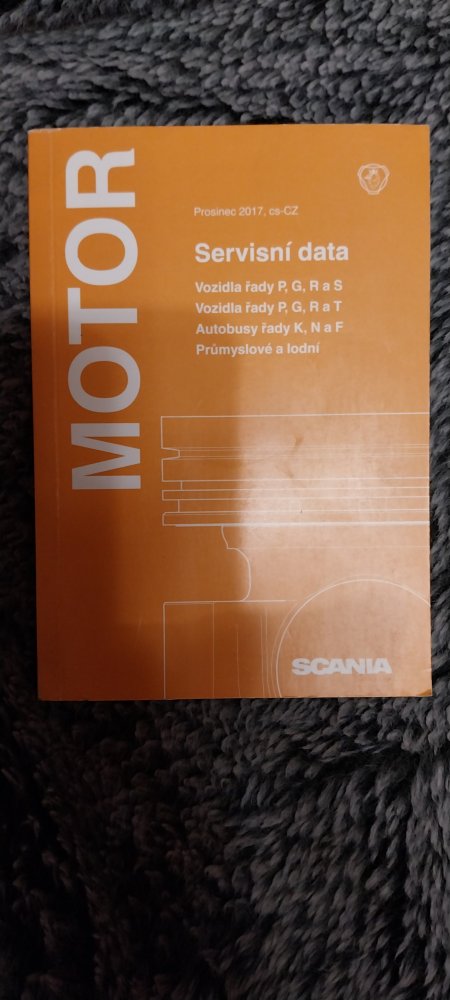 MOTOR
Prosinec 2017, cs-CZ
Servisní data
Vozidla řady P, G, R a S
Vozidla řady P, G, R a T
Autobusy řady K, N a F
Průmyslové a lodní
SCANIA